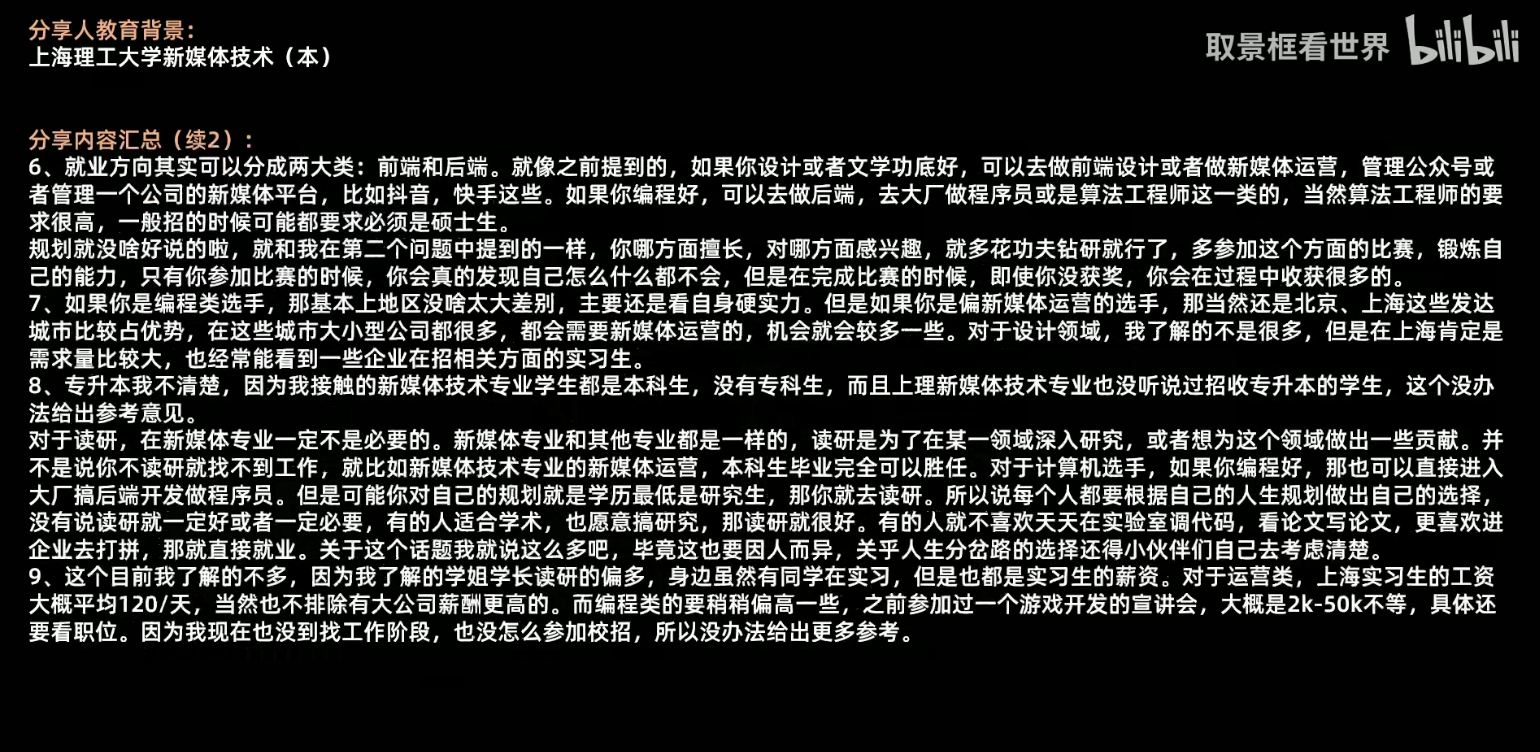 分享人教育背景：
上海理工大学新媒体技术（本）
取景框看世界 bilibili
分享内容汇总（续2）：
6、就业方向其实可以分成两大类：前端和后端。就像之前提到的，如果你设计或者文学功底好，可以去做前端设计或者做新媒体运营，管理公众号或
者管理一个公司的新媒体平台，比如抖音，快手这些。如果你编程好，可以去做后端，去大厂做程序员或是算法工程师这一类的，当然算法工程师的要
求很高，一般招的时候可能都要求必须是硕士生。
规划就没啥好说的啦，就和我在第二个问题中提到的一样，你哪方面擅长，对哪方面感兴趣，就多花功夫钻研就行了，多参加这个方面的比赛，锻炼自
己的能力，只有你参加比赛的时候，你会真的发现自己怎么什么都不会，但是在完成比赛的时候，即使你没获奖，你会在过程中收获很多的。
7、如果你是编程类选手，那基本上地区没啥太大差别，主要还是看自身硬实力。但是如果你是偏新媒体运营的选手，那当然还是北京、上海这些发达
城市比较占优势，在这些城市大小型公司都很多，都会需要新媒体运营的，机会就会较多一些。对于设计领域，我了解的不是很多，但是在上海肯定是
需求量比较大，也经常能看到一些企业在招相关方面的实习生。
8、专升本我不清楚，因为我接触的新媒体技术专业学生都是本科生，没有专科生，而且上理新媒体技术专业也没听说过招收专升本的学生，这个没办
法给出参考意见。
对于读研，在新媒体专业一定不是必要的。新媒体专业和其他专业都是一样的，读研是为了在某一领域深入研究，或者想为这个领域做出一些贡献。并
不是说你不读研就找不到工作，就比如新媒体技术专业的新媒体运营，本科生毕业完全可以胜任。对于计算机选手，如果你编程好，那也可以直接进入
大厂搞后端开发做程序员。但是可能你对自己的规划就是学历最低是研究生，那你就去读研。所以说每个人都要根据自己的人生规划做出自己的选择，
没有说读研就一定好或者一定必要，有的人适合学术，也愿意搞研究，那读研就很好。有的人就不喜欢天天在实验室调代码，看论文写论文，更喜欢进
企业去打拼，那就直接就业。关于这个话题我就说这么多吧，毕竟这也要因人而异，关乎人生分岔路的选择还得小伙伴们自己去考虑清楚。
9、这个目前我了解的不多，因为我了解的学姐学长读研的偏多，身边虽然有同学在实习，但是也都是实习生的薪资。对于运营类，上海实习生的工资
大概平均120/天，当然也不排除有大公司薪酬更高的。而编程类的要稍稍偏高一些，之前参加过一个游戏开发的宣讲会，大概是2k-50k不等，具体还
要看职位。因为我现在也没到找工作阶段，也没怎么参加校招，所以没办法给出更多参考。